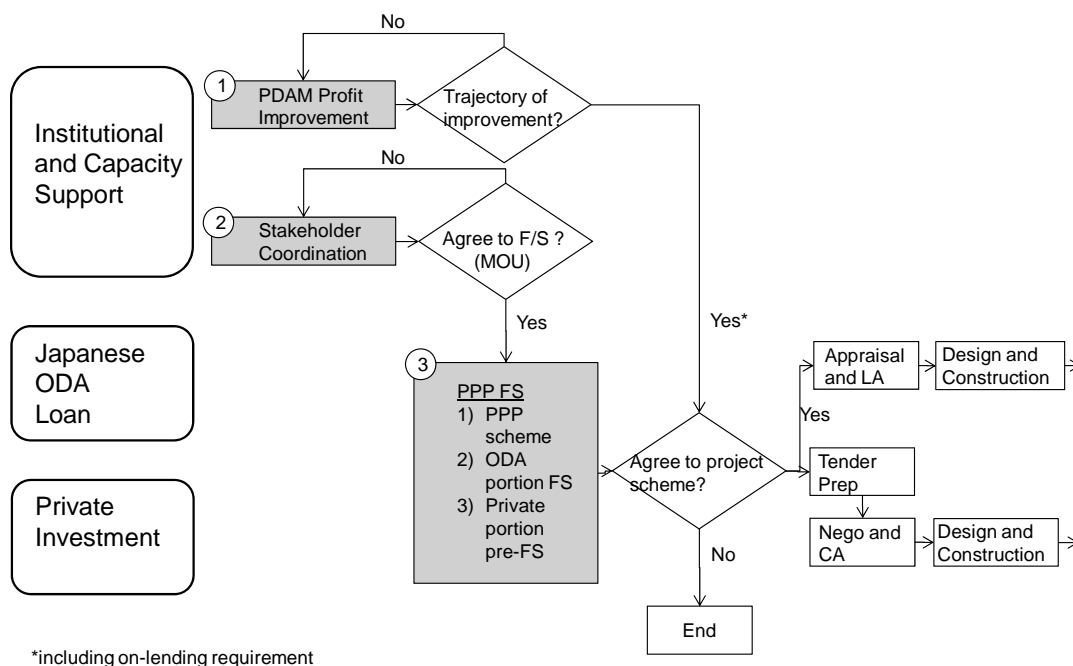 No
1
PDAM Profit
Improvement
Trajectory of
improvement?
Institutional
and Capacity
Support
No
2
Stakeholder
Coordination
Agree to F/S ?
(MOU)
Yes
Yes*
Japanese
ODA
Loan
3
PPP FS
1) PPP
scheme
2) ODA
portion FS
3) Private
portion
pre-FS
Agree to project
scheme?
Appraisal
and LA
Design and
Construction
Yes
Tender
Prep
Private
Investment
Nego and
CA
Design and
Construction
No
End
*including on-lending requirement